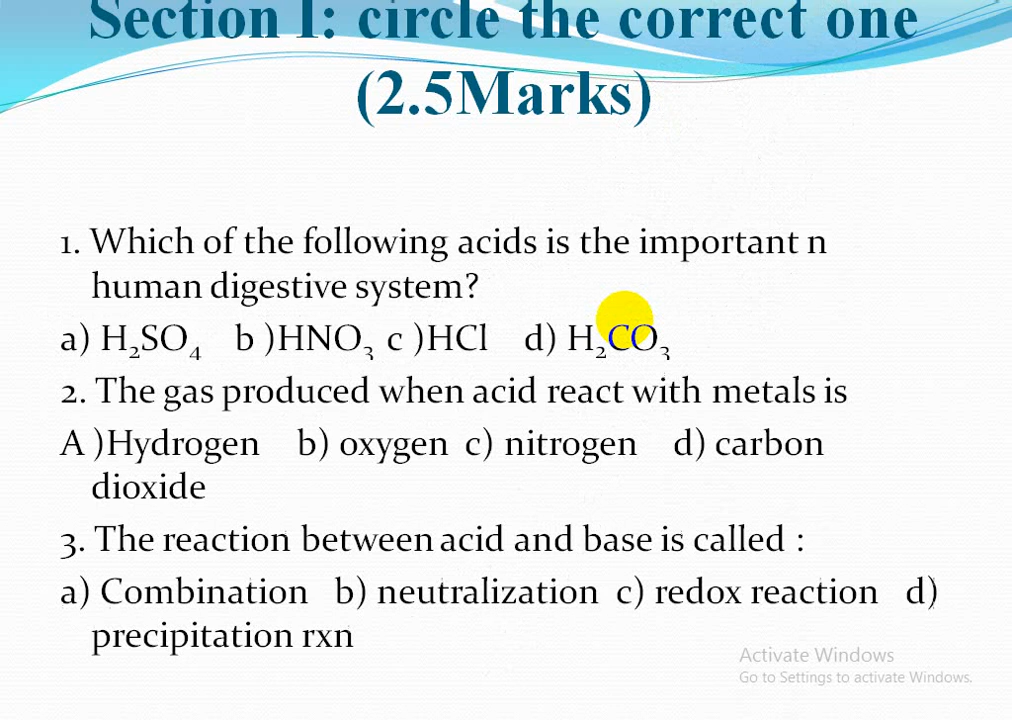 Section I: circle the correct one
(2.5Marks)
1. Which of the following acids is the important n
human digestive system?
a) H₂SO₄ b )HNO₃ c )HCl d) H₂CO₃
2. The gas produced when acid react with metals is
A )Hydrogen b) oxygen c) nitrogen d) carbon
dioxide
3. The reaction between acid and base is called :
a) Combination b) neutralization c) redox reaction d)
precipitation rxn
Activate Windows
Go to Settings to activate Windows.